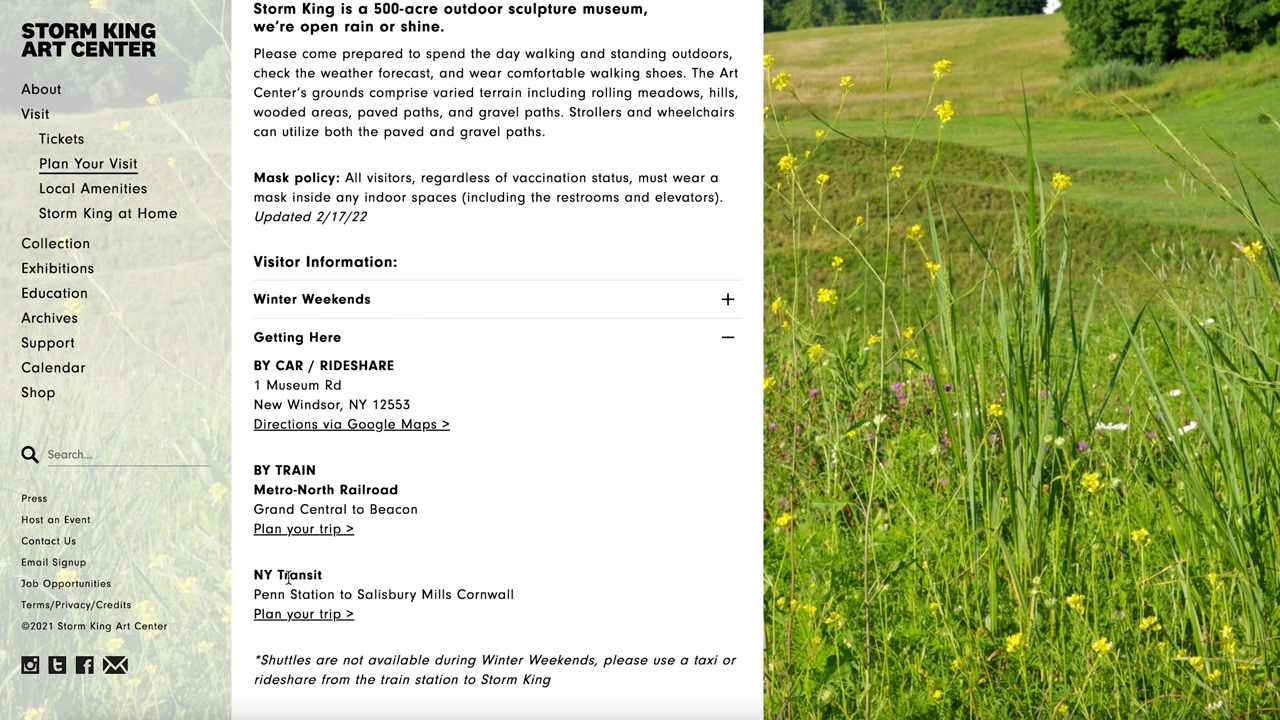 STORM KING
ART CENTER
About
Visit
Tickets
Plan Your Visit
Local Amenities
Storm King at Home
Collection
Exhibitions
Education
Archives
Support
Calendar
Shop
Search...
Press
Host an Event
Contact Us
Email Signup
Job Opportunities
Terms/Privacy/Credits
©2021 Storm King Art Center
Storm King is a 500-acre outdoor sculpture museum,
we’re open rain or shine.
Please come prepared to spend the day walking and standing outdoors,
check the weather forecast, and wear comfortable walking shoes. The Art
Center’s grounds comprise varied terrain including rolling meadows, hills,
wooded areas, paved paths, and gravel paths. Strollers and wheelchairs
can utilize both the paved and gravel paths.
Mask policy: All visitors, regardless of vaccination status, must wear a
mask inside any indoor spaces (including the restrooms and elevators).
Updated 2/17/22
Visitor Information:
Winter Weekends +
Getting Here –
BY CAR / RIDESHARE
1 Museum Rd
New Windsor, NY 12553
Directions via Google Maps >
BY TRAIN
Metro-North Railroad
Grand Central to Beacon
Plan your trip >
NY Transit
Penn Station to Salisbury Mills Cornwall
Plan your trip >
*Shuttles are not available during Winter Weekends, please use a taxi or
rideshare from the train station to Storm King